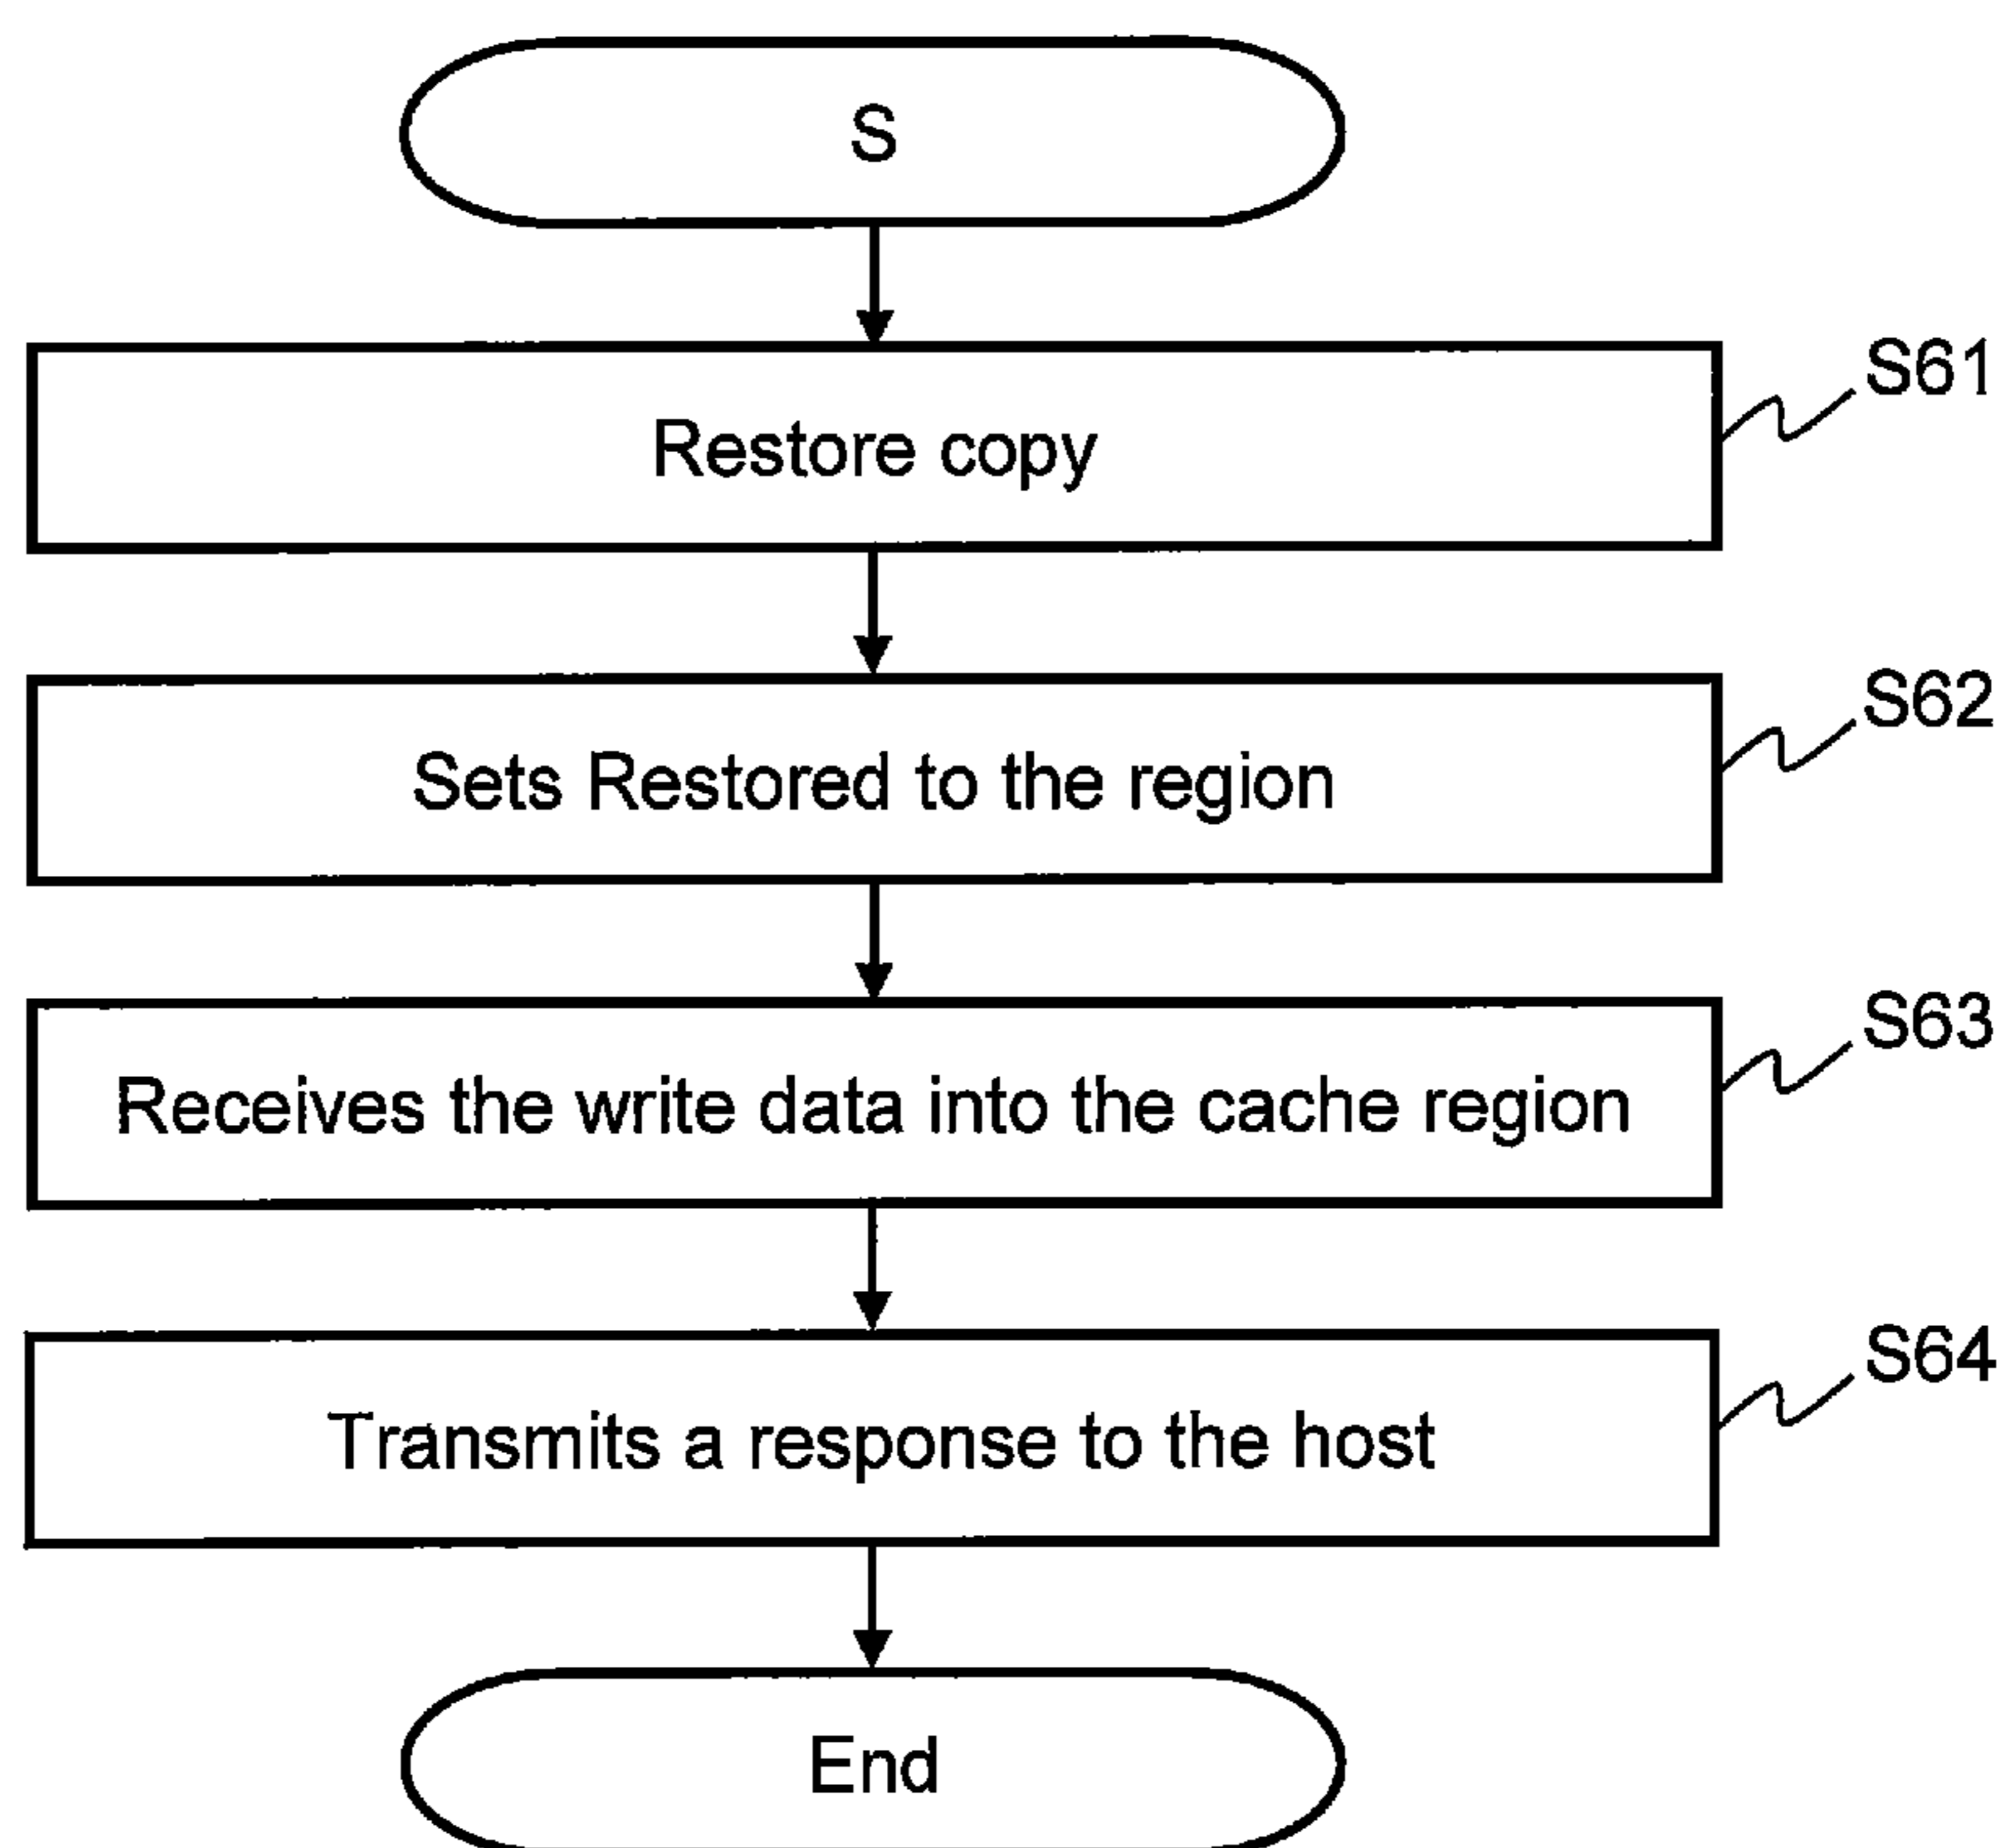 S
S61
Restore copy
S62
Sets Restored to the region
S63
Receives the write data into the cache region
S64
Transmits a response to the host
End